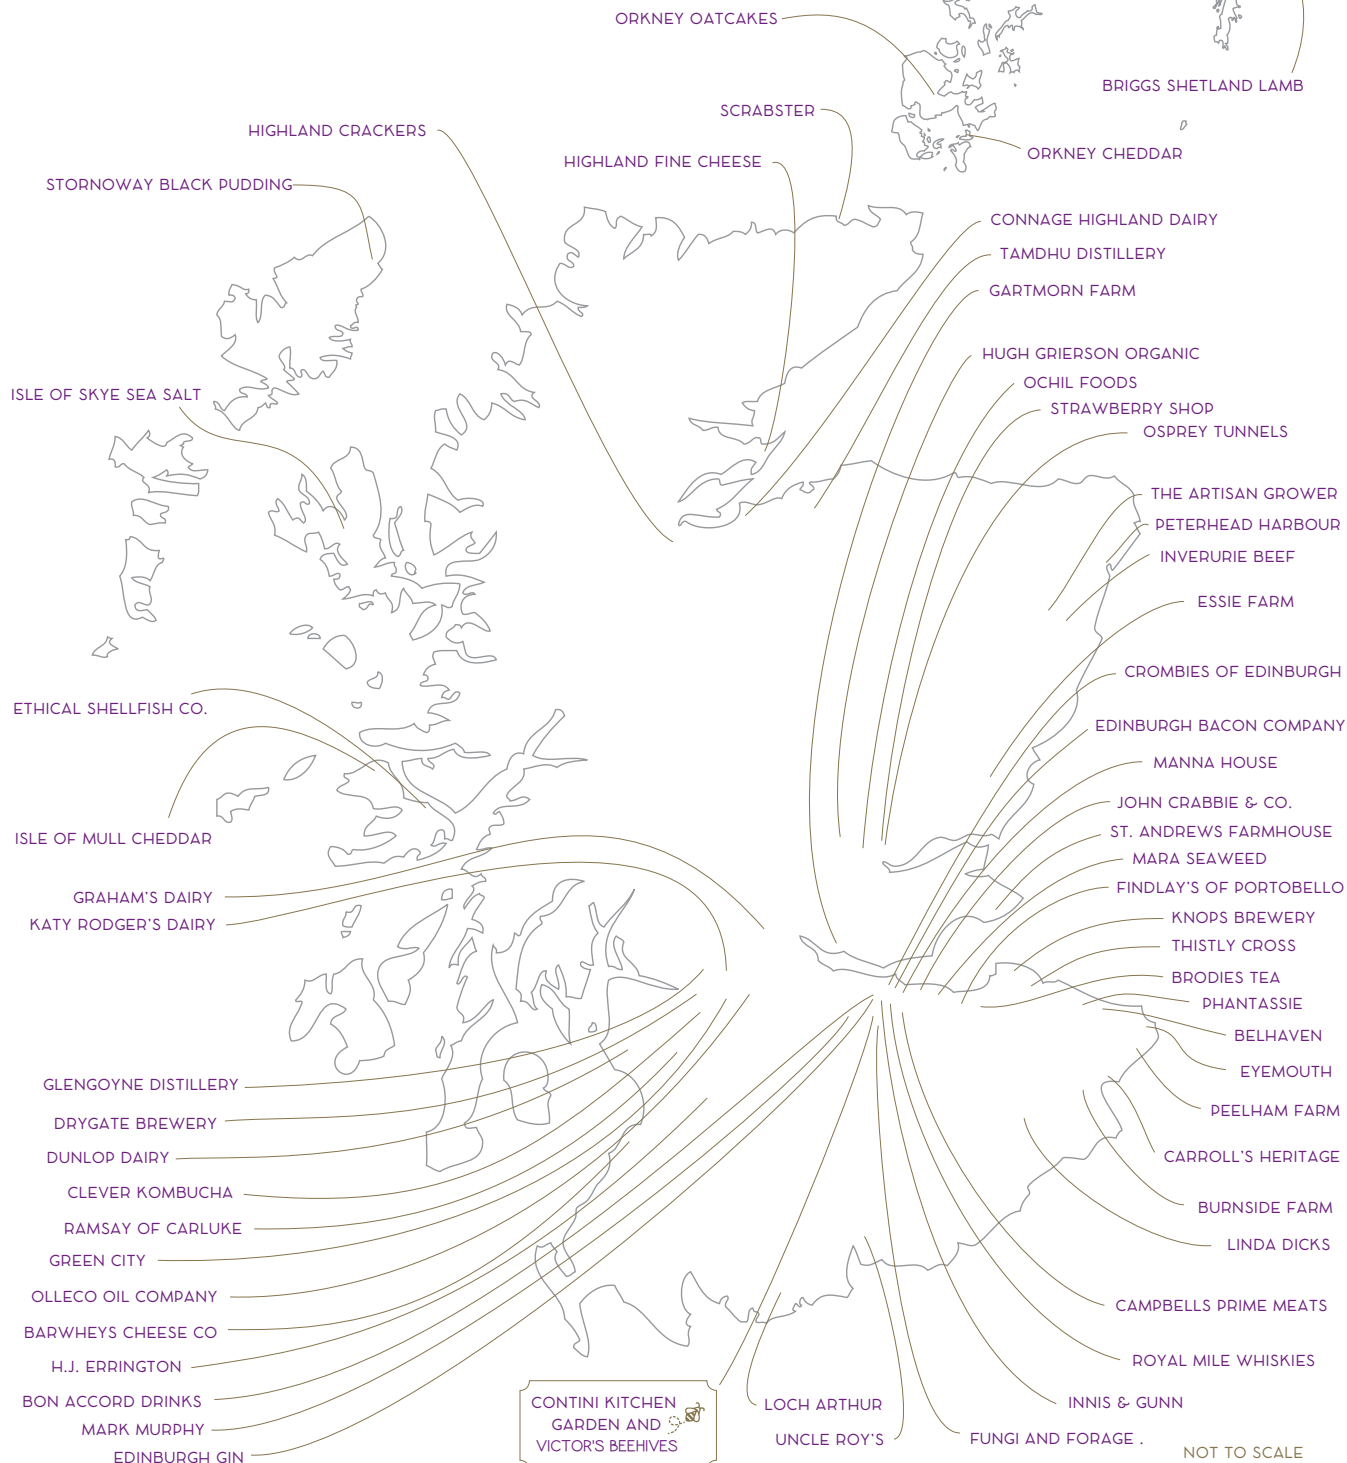 ORKNEY OATCAKES
BRIGGS SHETLAND LAMB
SCRABSTER
HIGHLAND CRACKERS
ORKNEY CHEDDAR
HIGHLAND FINE CHEESE
STORNOWAY BLACK PUDDING
CONNAGE HIGHLAND DAIRY
TAMDHU DISTILLERY
GARTMORN FARM
HUGH GRIERSON ORGANIC
OCHIL FOODS
ISLE OF SKYE SEA SALT
STRAWBERRY SHOP
OSPREY TUNNELS
THE ARTISAN GROWER
PETERHEAD HARBOUR
INVERURIE BEEF
ESSIE FARM
CROMBIES OF EDINBURGH
ETHICAL SHELLFISH CO.
EDINBURGH BACON COMPANY
MANNA HOUSE
JOHN CRABBIE & CO.
ST. ANDREWS FARMHOUSE
ISLE OF MULL CHEDDAR
MARA SEAWEED
FINDLAY'S OF PORTOBELLO
GRAHAM'S DAIRY
KNOPS BREWERY
KATY RODGER'S DAIRY
THISTLY CROSS
BRODIES TEA
PHANTASSIE
BELHAVEN
EYEMOUTH
GLENGOYNE DISTILLERY
PEELHAM FARM
DRYGATE BREWERY
DUNLOP DAIRY
CARROLL'S HERITAGE
CLEVER KOMBUCHA
BURNSIDE FARM
RAMSAY OF CARLUKE
LINDA DICKS
GREEN CITY
OLLECO OIL COMPANY
CAMPBELLS PRIME MEATS
BARWHEYS CHEESE CO
ROYAL MILE WHISKIES
H.J. ERRINGTON
BON ACCORD DRINKS
CONTINI KITCHEN
GARDEN AND
VICTOR'S BEEHIVES
LOCH ARTHUR
INNIS & GUNN
MARK MURPHY
UNCLE ROY'S
FUNGI AND FORAGE .
EDINBURGH GIN
NOT TO SCALE